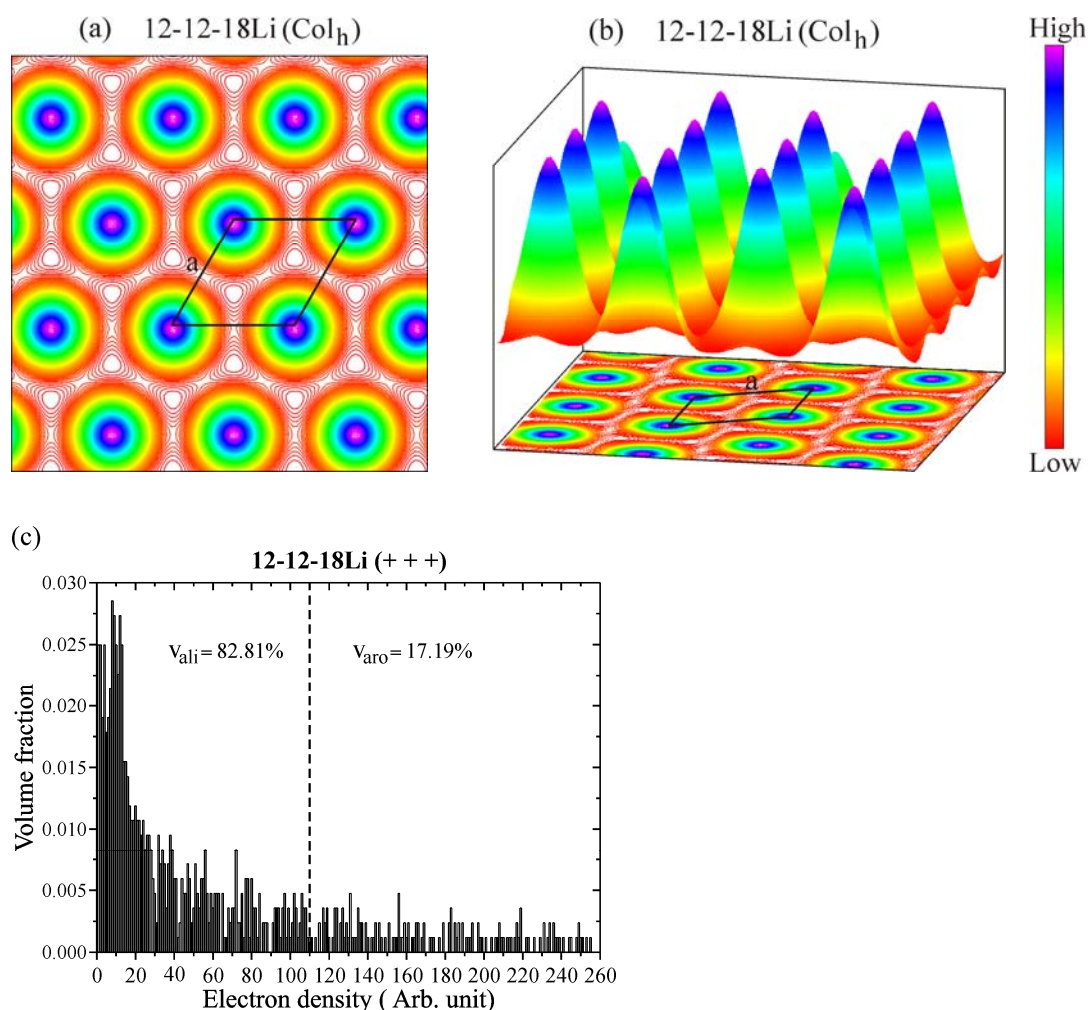 (a) 12-12-18Li (Colh)
a
(b) 12-12-18Li (Colh)
a
High
Low
(c)
12-12-18Li (+ + +)
Volume fraction
0.030
0.025
0.020
0.015
0.010
0.005
0.000
vali = 82.81%
varo = 17.19%
0 20 40 60 80 100 120 140 160 180 200 220 240 260
Electron density ( Arb. unit)